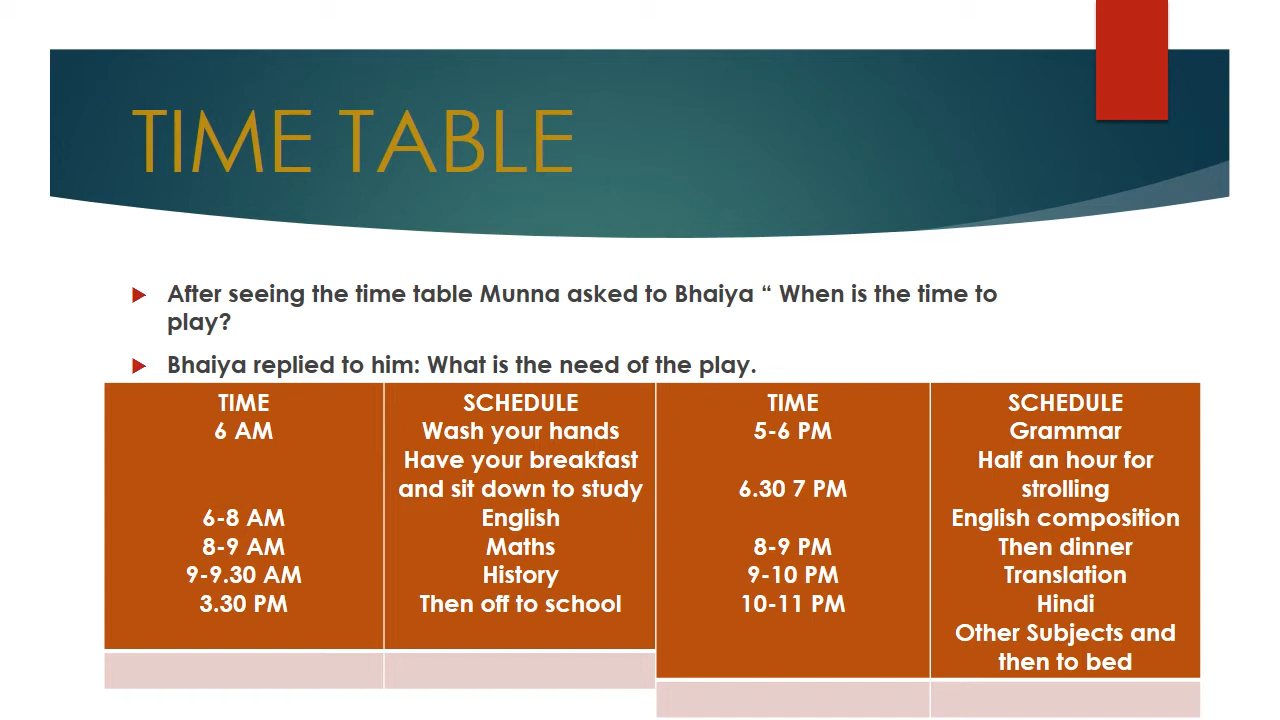 TIME TABLE
After seeing the time table Munna asked to Bhaiya “ When is the time to
play?
Bhaiya replied to him: What is the need of the play.
TIME SCHEDULE TIME SCHEDULE
6 AM Wash your hands 5-6 PM Grammar
Have your breakfast Half an hour for
and sit down to study 6.30 7 PM strolling
6-8 AM English English composition
8-9 AM Maths 8-9 PM Then dinner
9-9.30 AM History 9-10 PM Translation
3.30 PM Then off to school 10-11 PM Hindi
Other Subjects and
then to bed